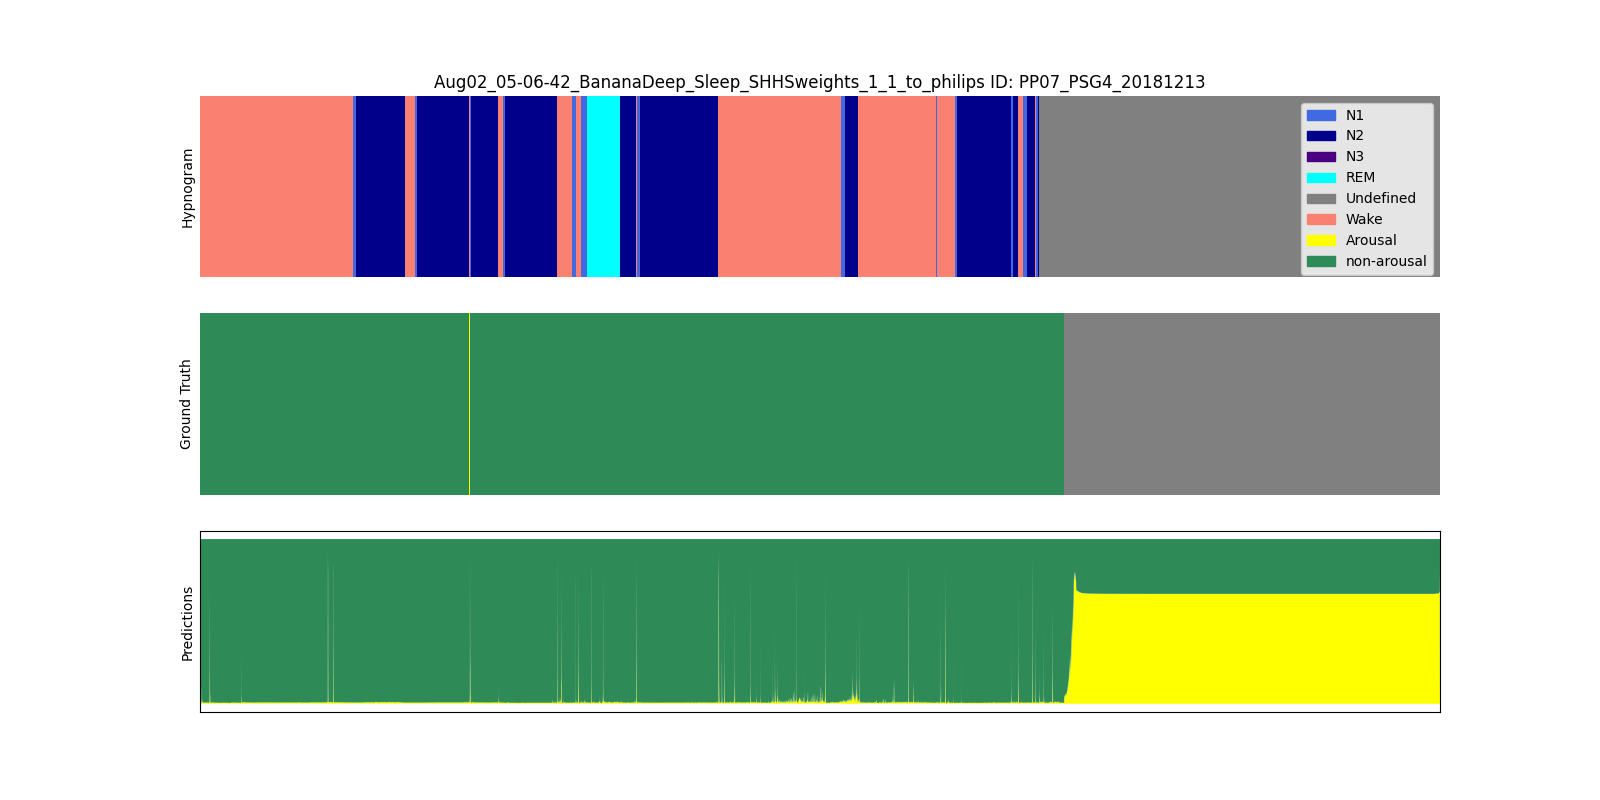 Aug02_05-06-42_BananaDeep_Sleep_SHHSweights_1_1_to_philips ID: PP07_PSG4_20181213
Hypnogram
N1
N2
N3
REM
Undefined
Wake
Arousal
non-arousal
Ground Truth
Predictions